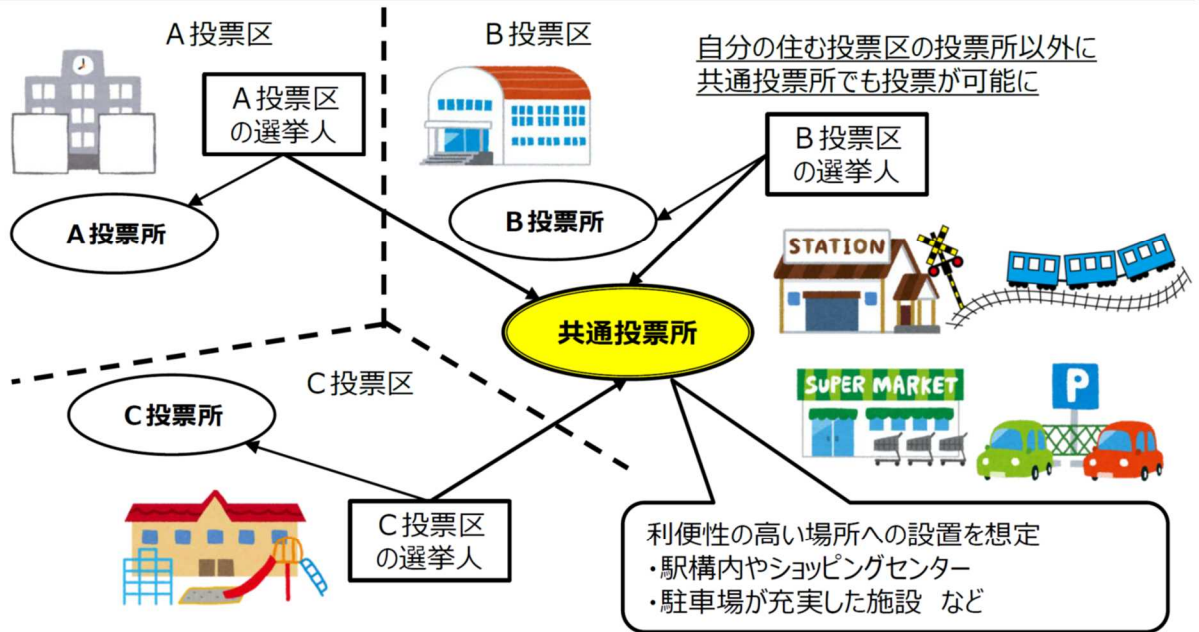 A投票区
A投票区
の選挙人
A投票所
B投票区
自分の住む投票区の投票所以外に
共通投票所でも投票が可能に
B投票区
の選挙人
B投票所
STATION
共通投票所
C投票区
C投票所
C投票区
の選挙人
SUPER MARKET
P
利便性の高い場所への設置を想定
・駅構内やショッピングセンター
・駐車場が充実した施設　など